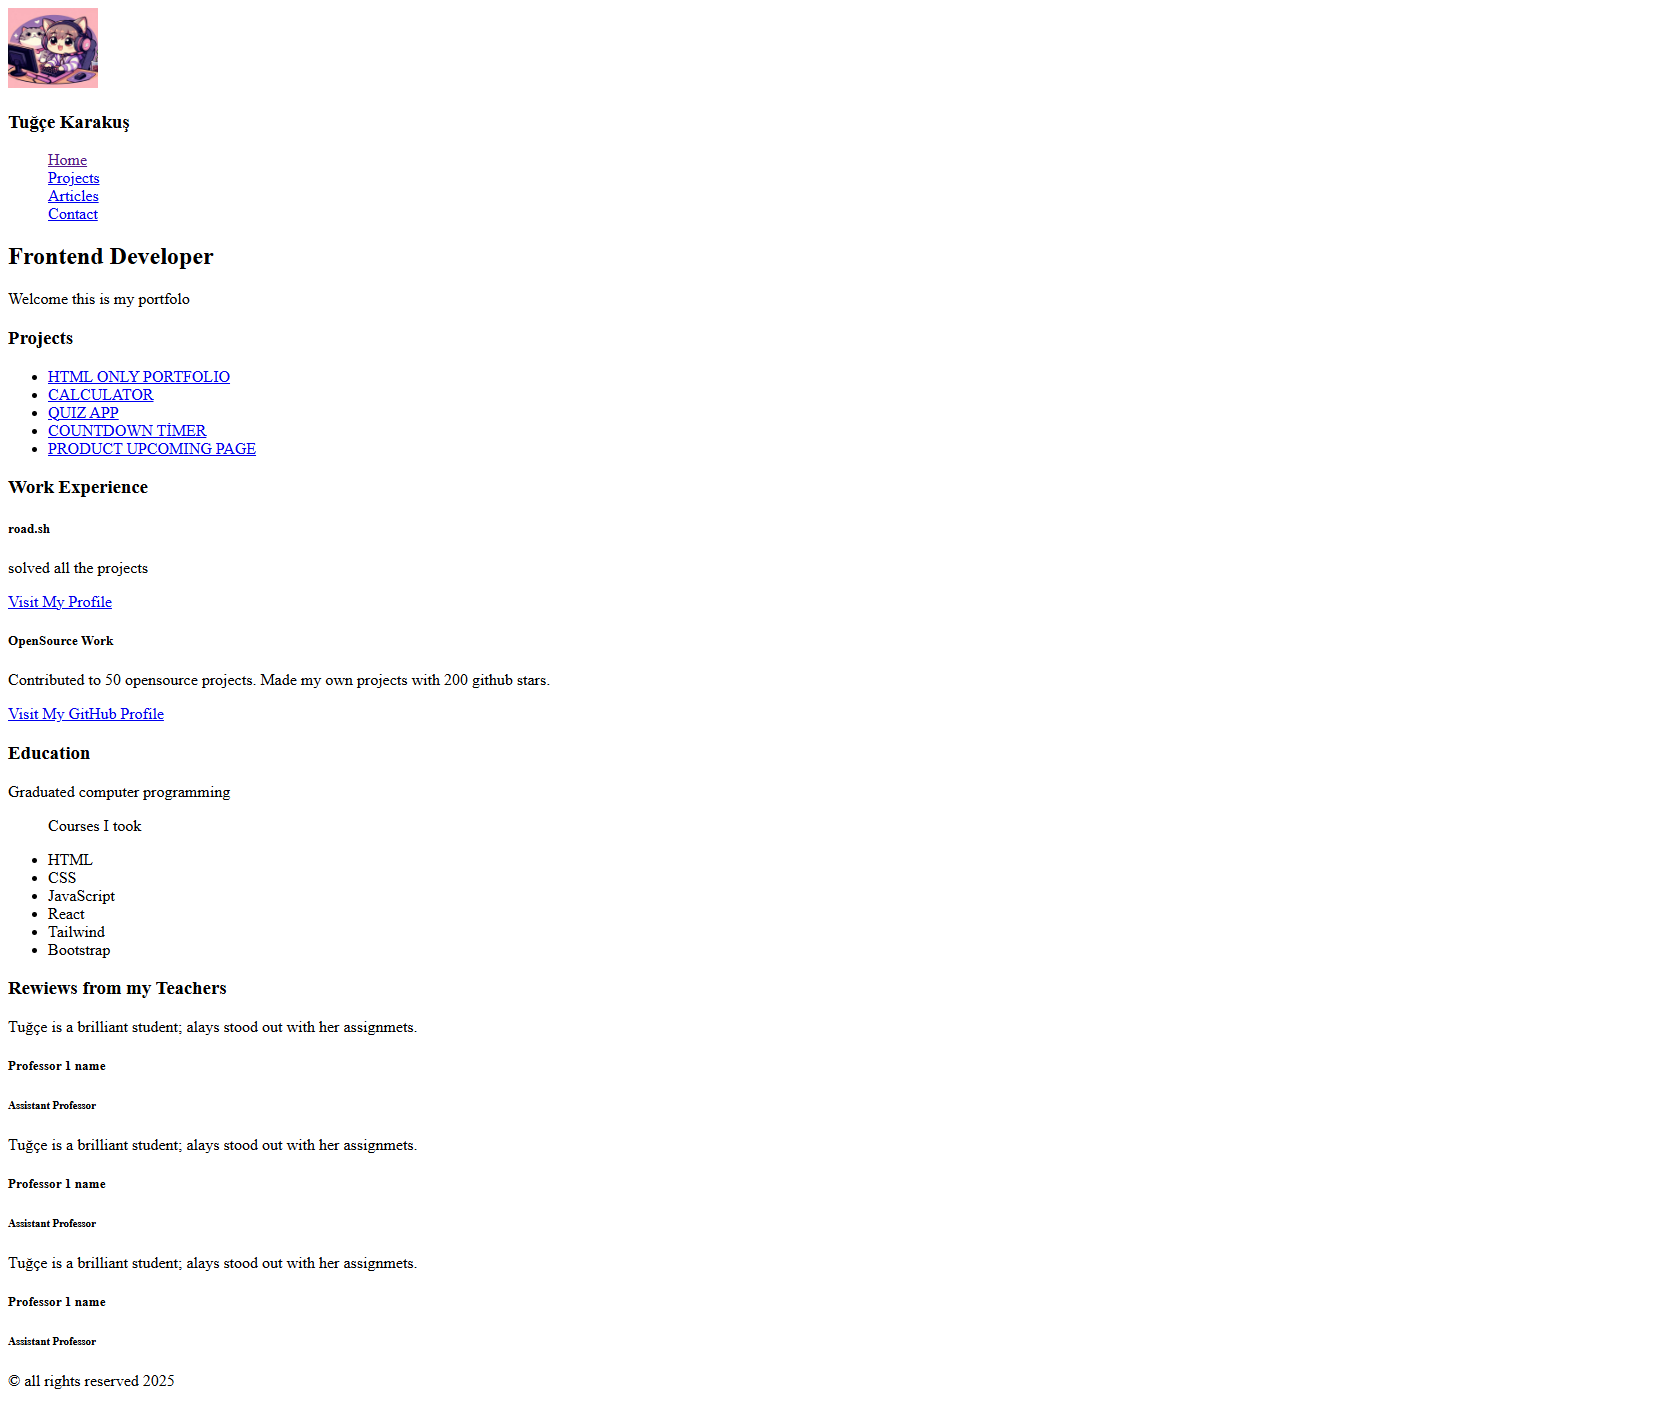 Tuğçe Karakuş
Home
Projects
Articles
Contact
Frontend Developer
Welcome this is my portfolo
Projects
HTML ONLY PORTFOLIO
CALCULATOR
QUIZ APP
COUNTDOWN TİMER
PRODUCT UPCOMING PAGE
Work Experience
road.sh
solved all the projects
Visit My Profile
OpenSource Work
Contributed to 50 opensource projects. Made my own projects with 200 github stars.
Visit My GitHub Profile
Education
Graduated computer programming
Courses I took
HTML
CSS
JavaScript
React
Tailwind
Bootstrap
Rewiews from my Teachers
Tuğçe is a brilliant student; alays stood out with her assignmets.
Professor 1 name
Assistant Professor
Tuğçe is a brilliant student; alays stood out with her assignmets.
Professor 1 name
Assistant Professor
Tuğçe is a brilliant student; alays stood out with her assignmets.
Professor 1 name
Assistant Professor
© all rights reserved 2025